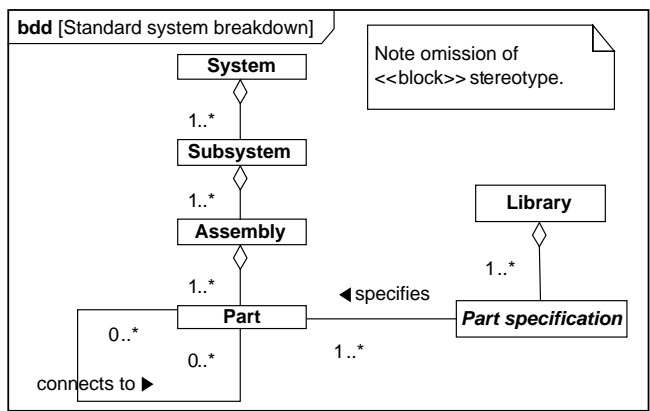 bdd [Standard system breakdown]
Note omission of
<<block>> stereotype.
System
1..*
Subsystem
1..*
Assembly
Library
1..*
1..*
◀ specifies
Part
Part specification
0..*
0..*
1..*
connects to ▶